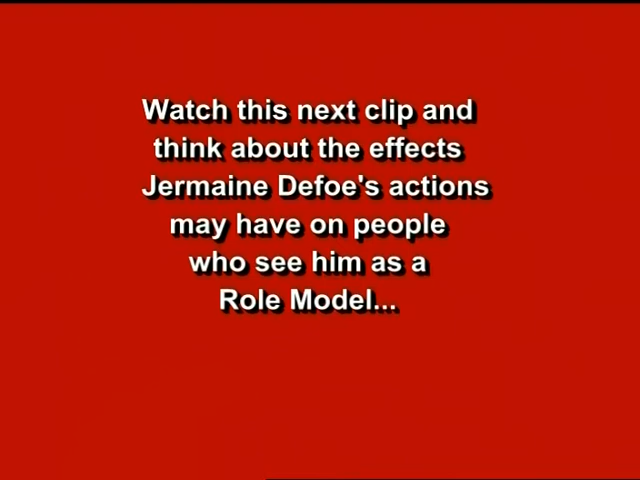 Watch this next clip and
think about the effects
Jermaine Defoe's actions
may have on people
who see him as a
Role Model...